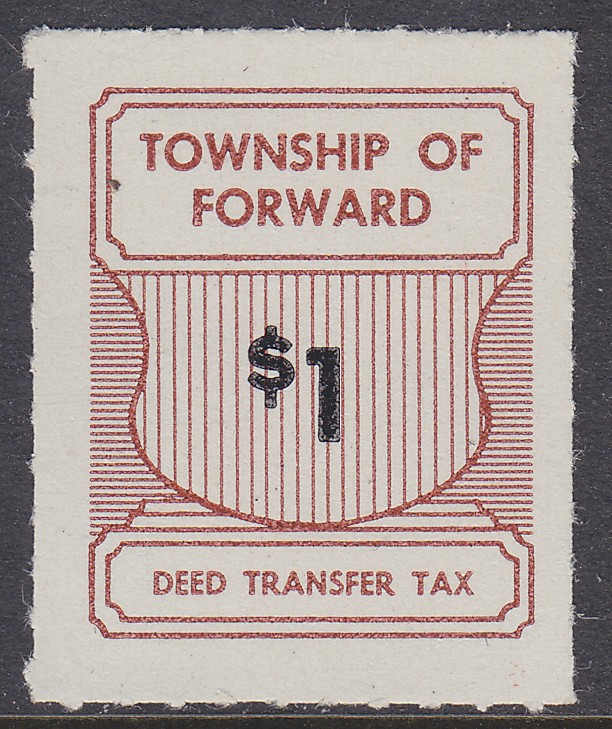 TOWNSHIP OF
FORWARD
$1
DEED TRANSFER TAX